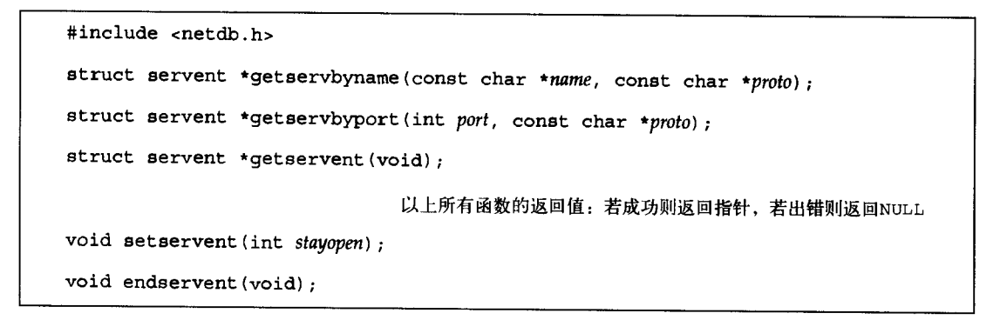 #include <netdb.h>
struct servent *getservbyname(const char *name, const char *proto);
struct servent *getservbyport(int port, const char *proto);
struct servent *getservent(void);
以上所有函数的返回值：若成功则返回指针，若出错则返回NULL
void setservent(int stayopen);
void endservent(void);